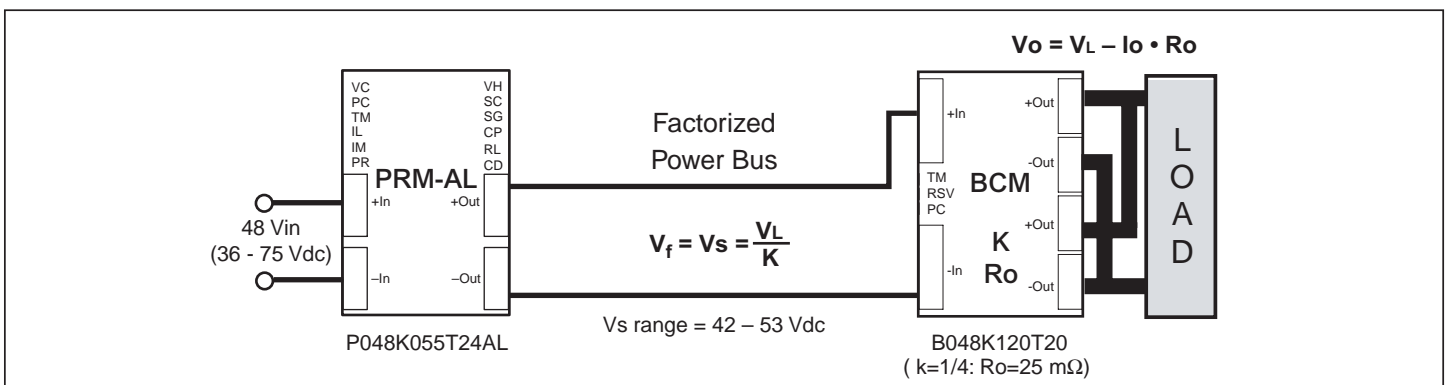 Vo = VL – Io • Ro
VC
PC
TM
IL
IM
PR
VH
SC
SG
CP
RL
CD
PRM-AL
+In
+Out
–In
–Out
48 Vin
(36 - 75 Vdc)
P048K055T24AL
Factorized
Power Bus
Vf = Vs = VL
K
Vs range = 42 – 53 Vdc
+In
TM
RSV
PC
-In
BCM
K
Ro
+Out
-Out
+Out
-Out
B048K120T20
( k=1/4: Ro=25 mΩ)
LOAD